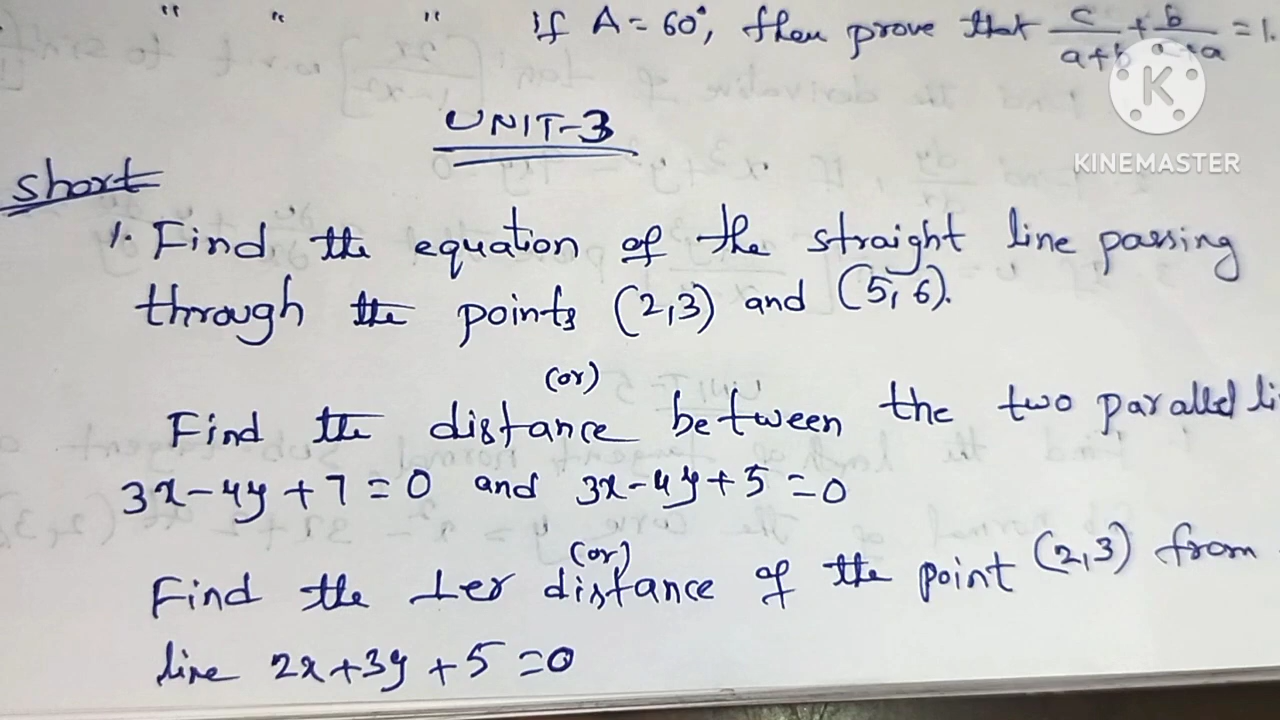 " " " If A = 60°, then prove that c/a+b + b/c+a = 1.
KINEMASTER
UNIT-3
Short
1. Find the equation of the straight line passing
through the points (2,3) and (5,6).
(or)
Find the distance between the two parallel li
3x-4y+7=0 and 3x-4y+5=0
(or)
Find the ⊥er distance of the point (2,3) from
line 2x+3y+5=0